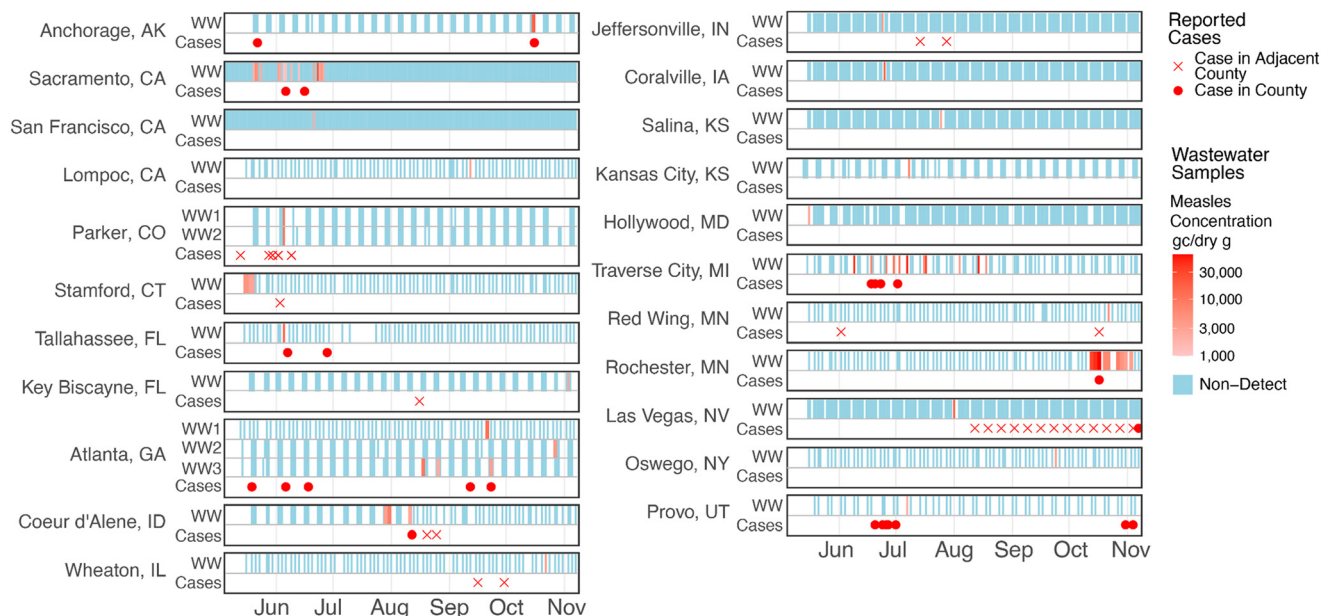 Anchorage, AK WW
Cases
Sacramento, CA WW
Cases
San Francisco, CA WW
Cases
Lompoc, CA WW
Cases
Parker, CO WW1
WW2
Cases
Stamford, CT WW
Cases
Tallahassee, FL WW
Cases
Key Biscayne, FL WW
Cases
Atlanta, GA WW1
WW2
WW3
Cases
Coeur d'Alene, ID WW
Cases
Wheaton, IL WW
Cases
Jun Jul Aug Sep Oct Nov
Jeffersonville, IN WW
Cases
Coralville, IA WW
Cases
Salina, KS WW
Cases
Kansas City, KS WW
Cases
Hollywood, MD WW
Cases
Traverse City, MI WW
Cases
Red Wing, MN WW
Cases
Rochester, MN WW
Cases
Las Vegas, NV WW
Cases
Oswego, NY WW
Cases
Provo, UT WW
Cases
Jun Jul Aug Sep Oct Nov
Reported
Cases
Case in Adjacent
County
Case in County
Wastewater
Samples
Measles
Concentration
gc/dry g
30,000
10,000
3,000
1,000
Non-Detect